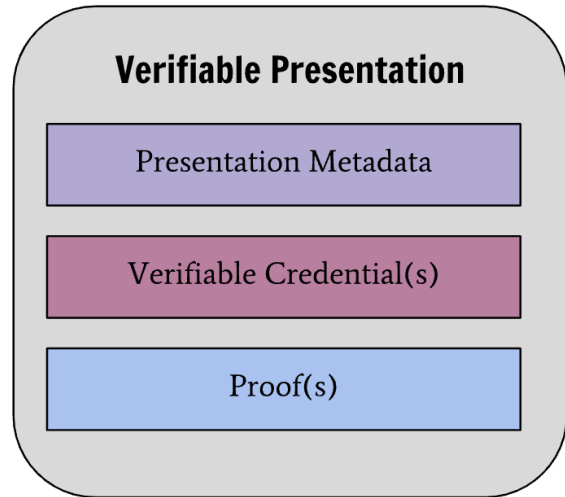 Verifiable Presentation
Presentation Metadata
Verifiable Credential(s)
Proof(s)